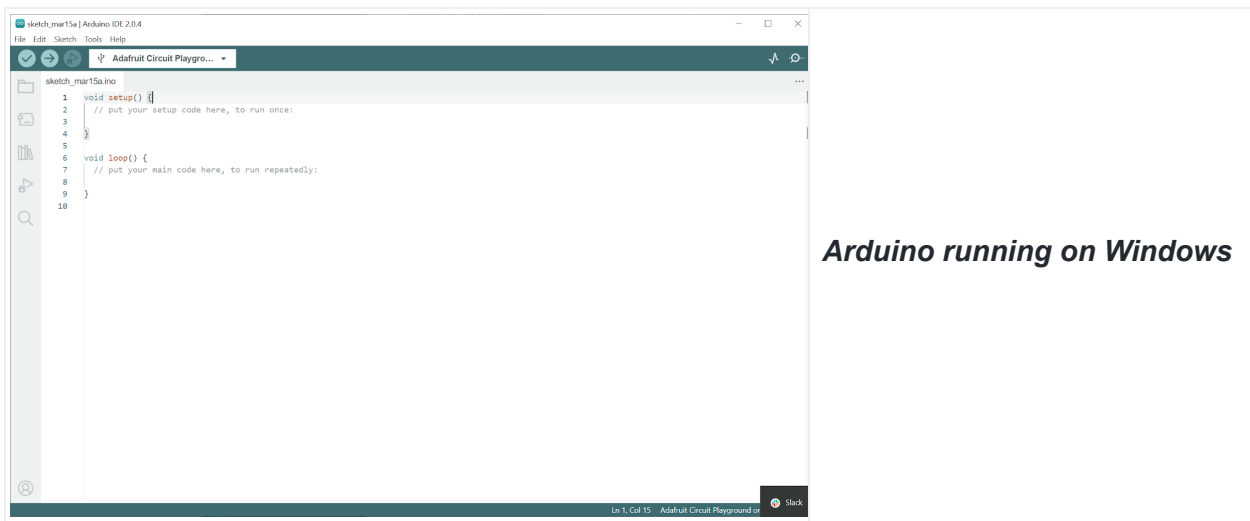 sketch_mar15a | Arduino IDE 2.0.4
File Edit Sketch Tools Help
Adafruit Circuit Playgro...
sketch_mar15a.ino
...
1 void setup() {
2 // put your setup code here, to run once:
3
4 }
5
6 void loop() {
7 // put your main code here, to run repeatedly:
8
9 }
10
Arduino running on Windows
Slack
Ln 1, Col 15 Adafruit Circuit Playground